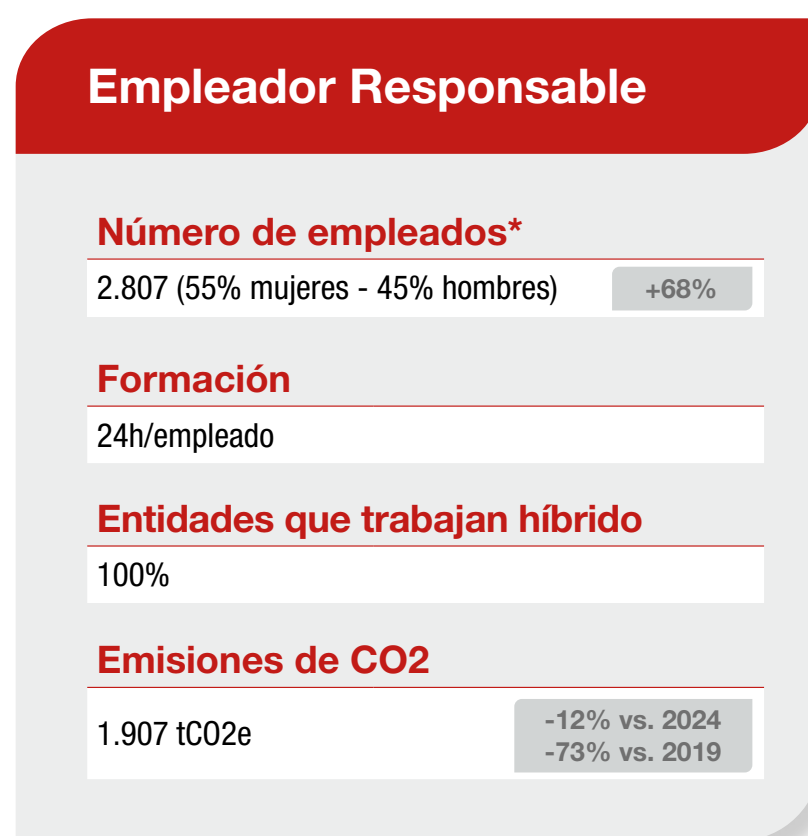 Empleador Responsable
Número de empleados*
2.807 (55% mujeres - 45% hombres) +68%
Formación
24h/empleado
Entidades que trabajan híbrido
100%
Emisiones de CO2
1.907 tCO2e
-12% vs. 2024
-73% vs. 2019